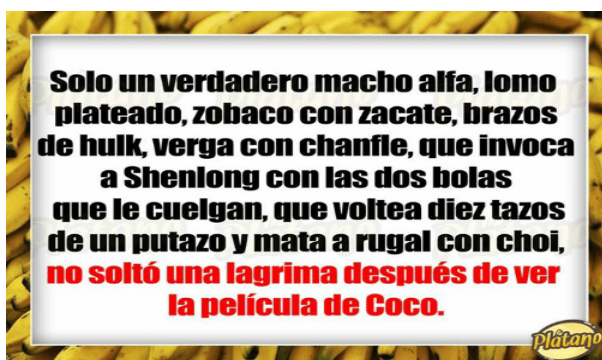 Solo un verdadero macho alfa, lomo
plateado, zobaco con zacate, brazos
de hulk, verga con chanfle, que invoca
a Shenlong con las dos bolas
que le cuelgan, que voltea diez tazos
de un putazo y mata a rugal con choi,
no soltó una lagrima después de ver
la película de Coco.
Plátano